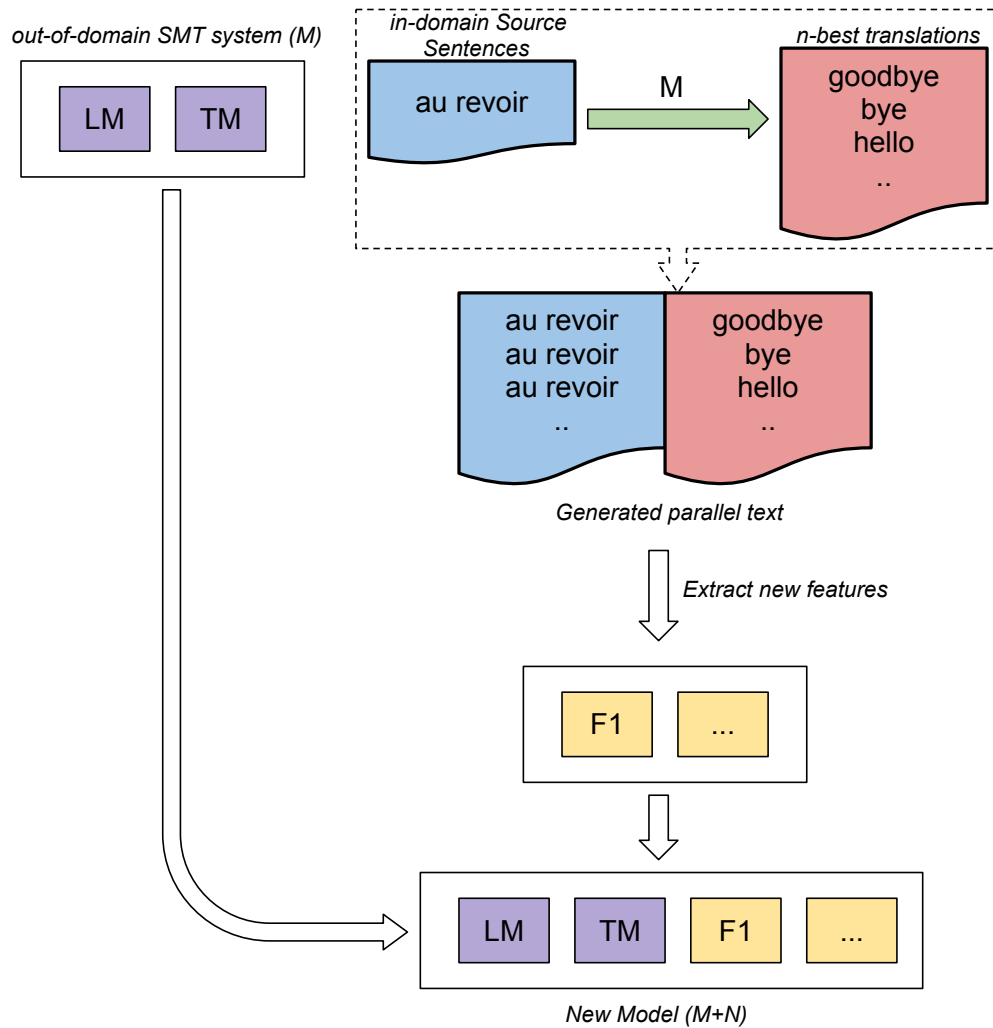 out-of-domain SMT system (M)
LM
TM
in-domain Source
Sentences
au revoir
M
n-best translations
goodbye
bye
hello
..
au revoir
au revoir
au revoir
..
goodbye
bye
hello
..
Generated parallel text
Extract new features
F1
...
LM
TM
F1
...
New Model (M+N)